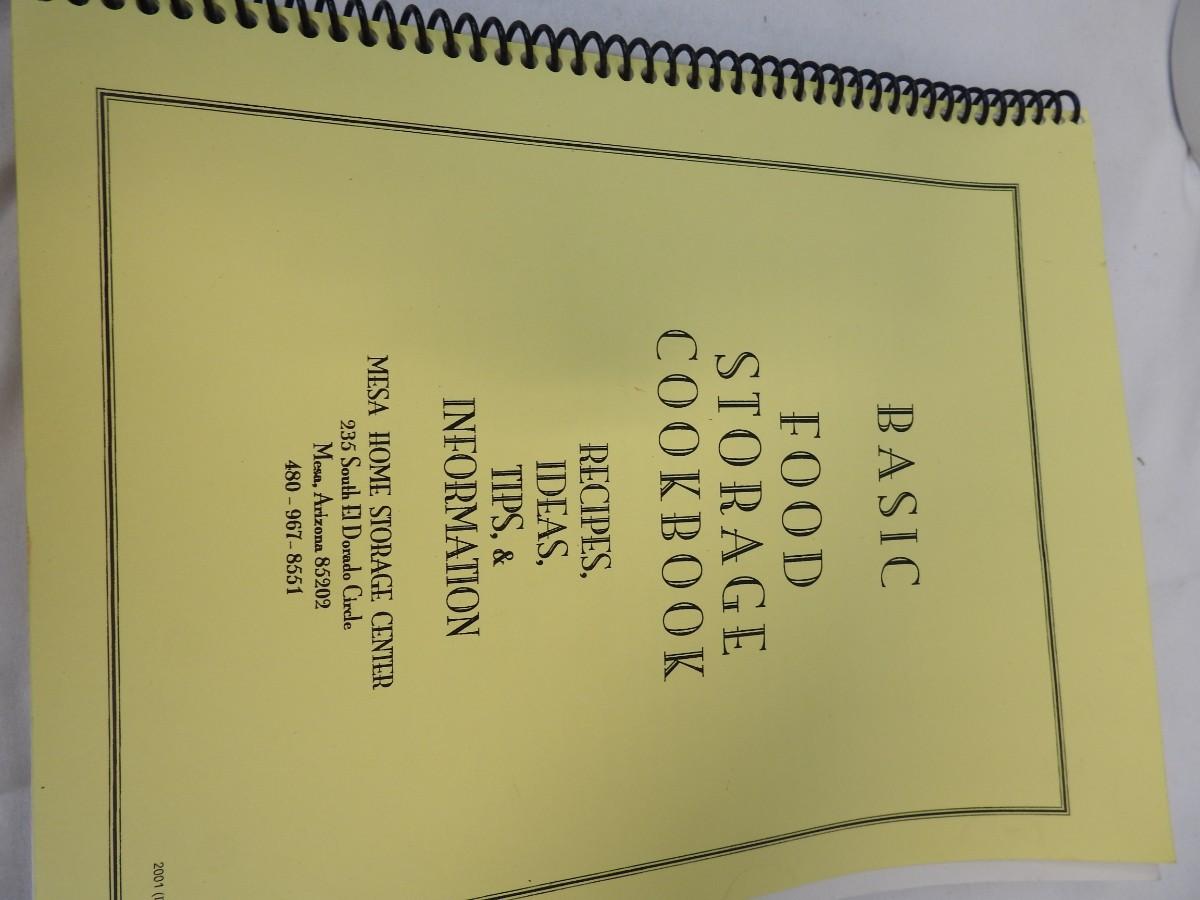 BASIC
FOOD
STORAGE
COOKBOOK
RECIPES,
IDEAS,
TIPS, &
INFORMATION
MESA HOME STORAGE CENTER
235 South El Dorado Circle
Mesa, Arizona 85202
480-967-8551
2001